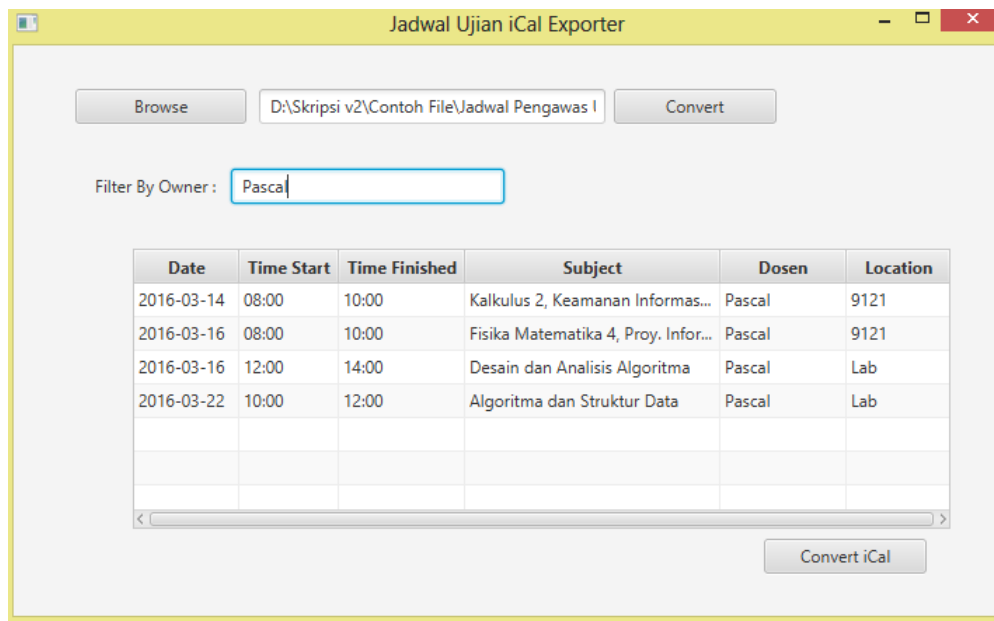 Jadwal Ujian iCal Exporter
Browse D:\Skripsi v2\Contoh File\Jadwal Pengawas Convert
Filter By Owner : Pascal
Date Time Start Time Finished Subject Dosen Location
2016-03-14 08:00 10:00 Kalkulus 2, Keamanan Informas... Pascal 9121
2016-03-16 08:00 10:00 Fisika Matematika 4, Proy. Infor... Pascal 9121
2016-03-16 12:00 14:00 Desain dan Analisis Algoritma Pascal Lab
2016-03-22 10:00 12:00 Algoritma dan Struktur Data Pascal Lab
Convert iCal